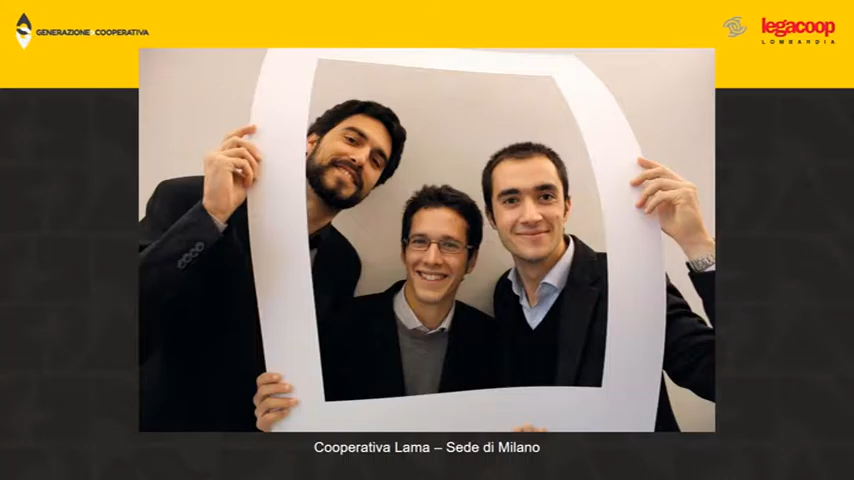 GENERAZIONE COOPERATIVA
legacoop
LOMBARDIA
Cooperativa Lama – Sede di Milano